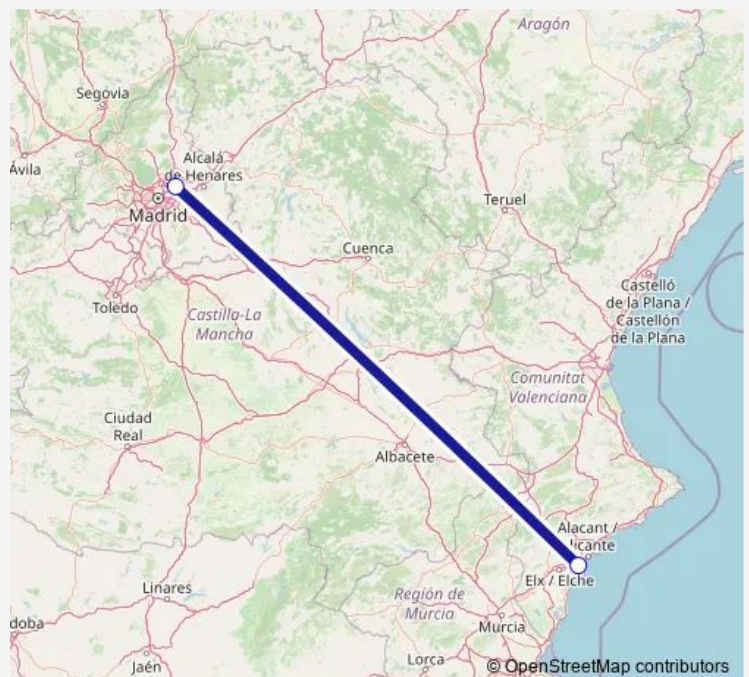 Aragón
Segovia
Ávila
Alcalá
de Henares
Madrid
Teruel
Cuenca
Toledo
Castilla-La
Mancha
Castelló
de la Plana /
Castellón
de la Plana
Comunitat
Valenciana
Ciudad
Real
Albacete
Alacant /
licante
Elx / Elche
Linares
Región de
Murcia
Murcia
doba
Jaén
Lorca
© OpenStreetMap contributors